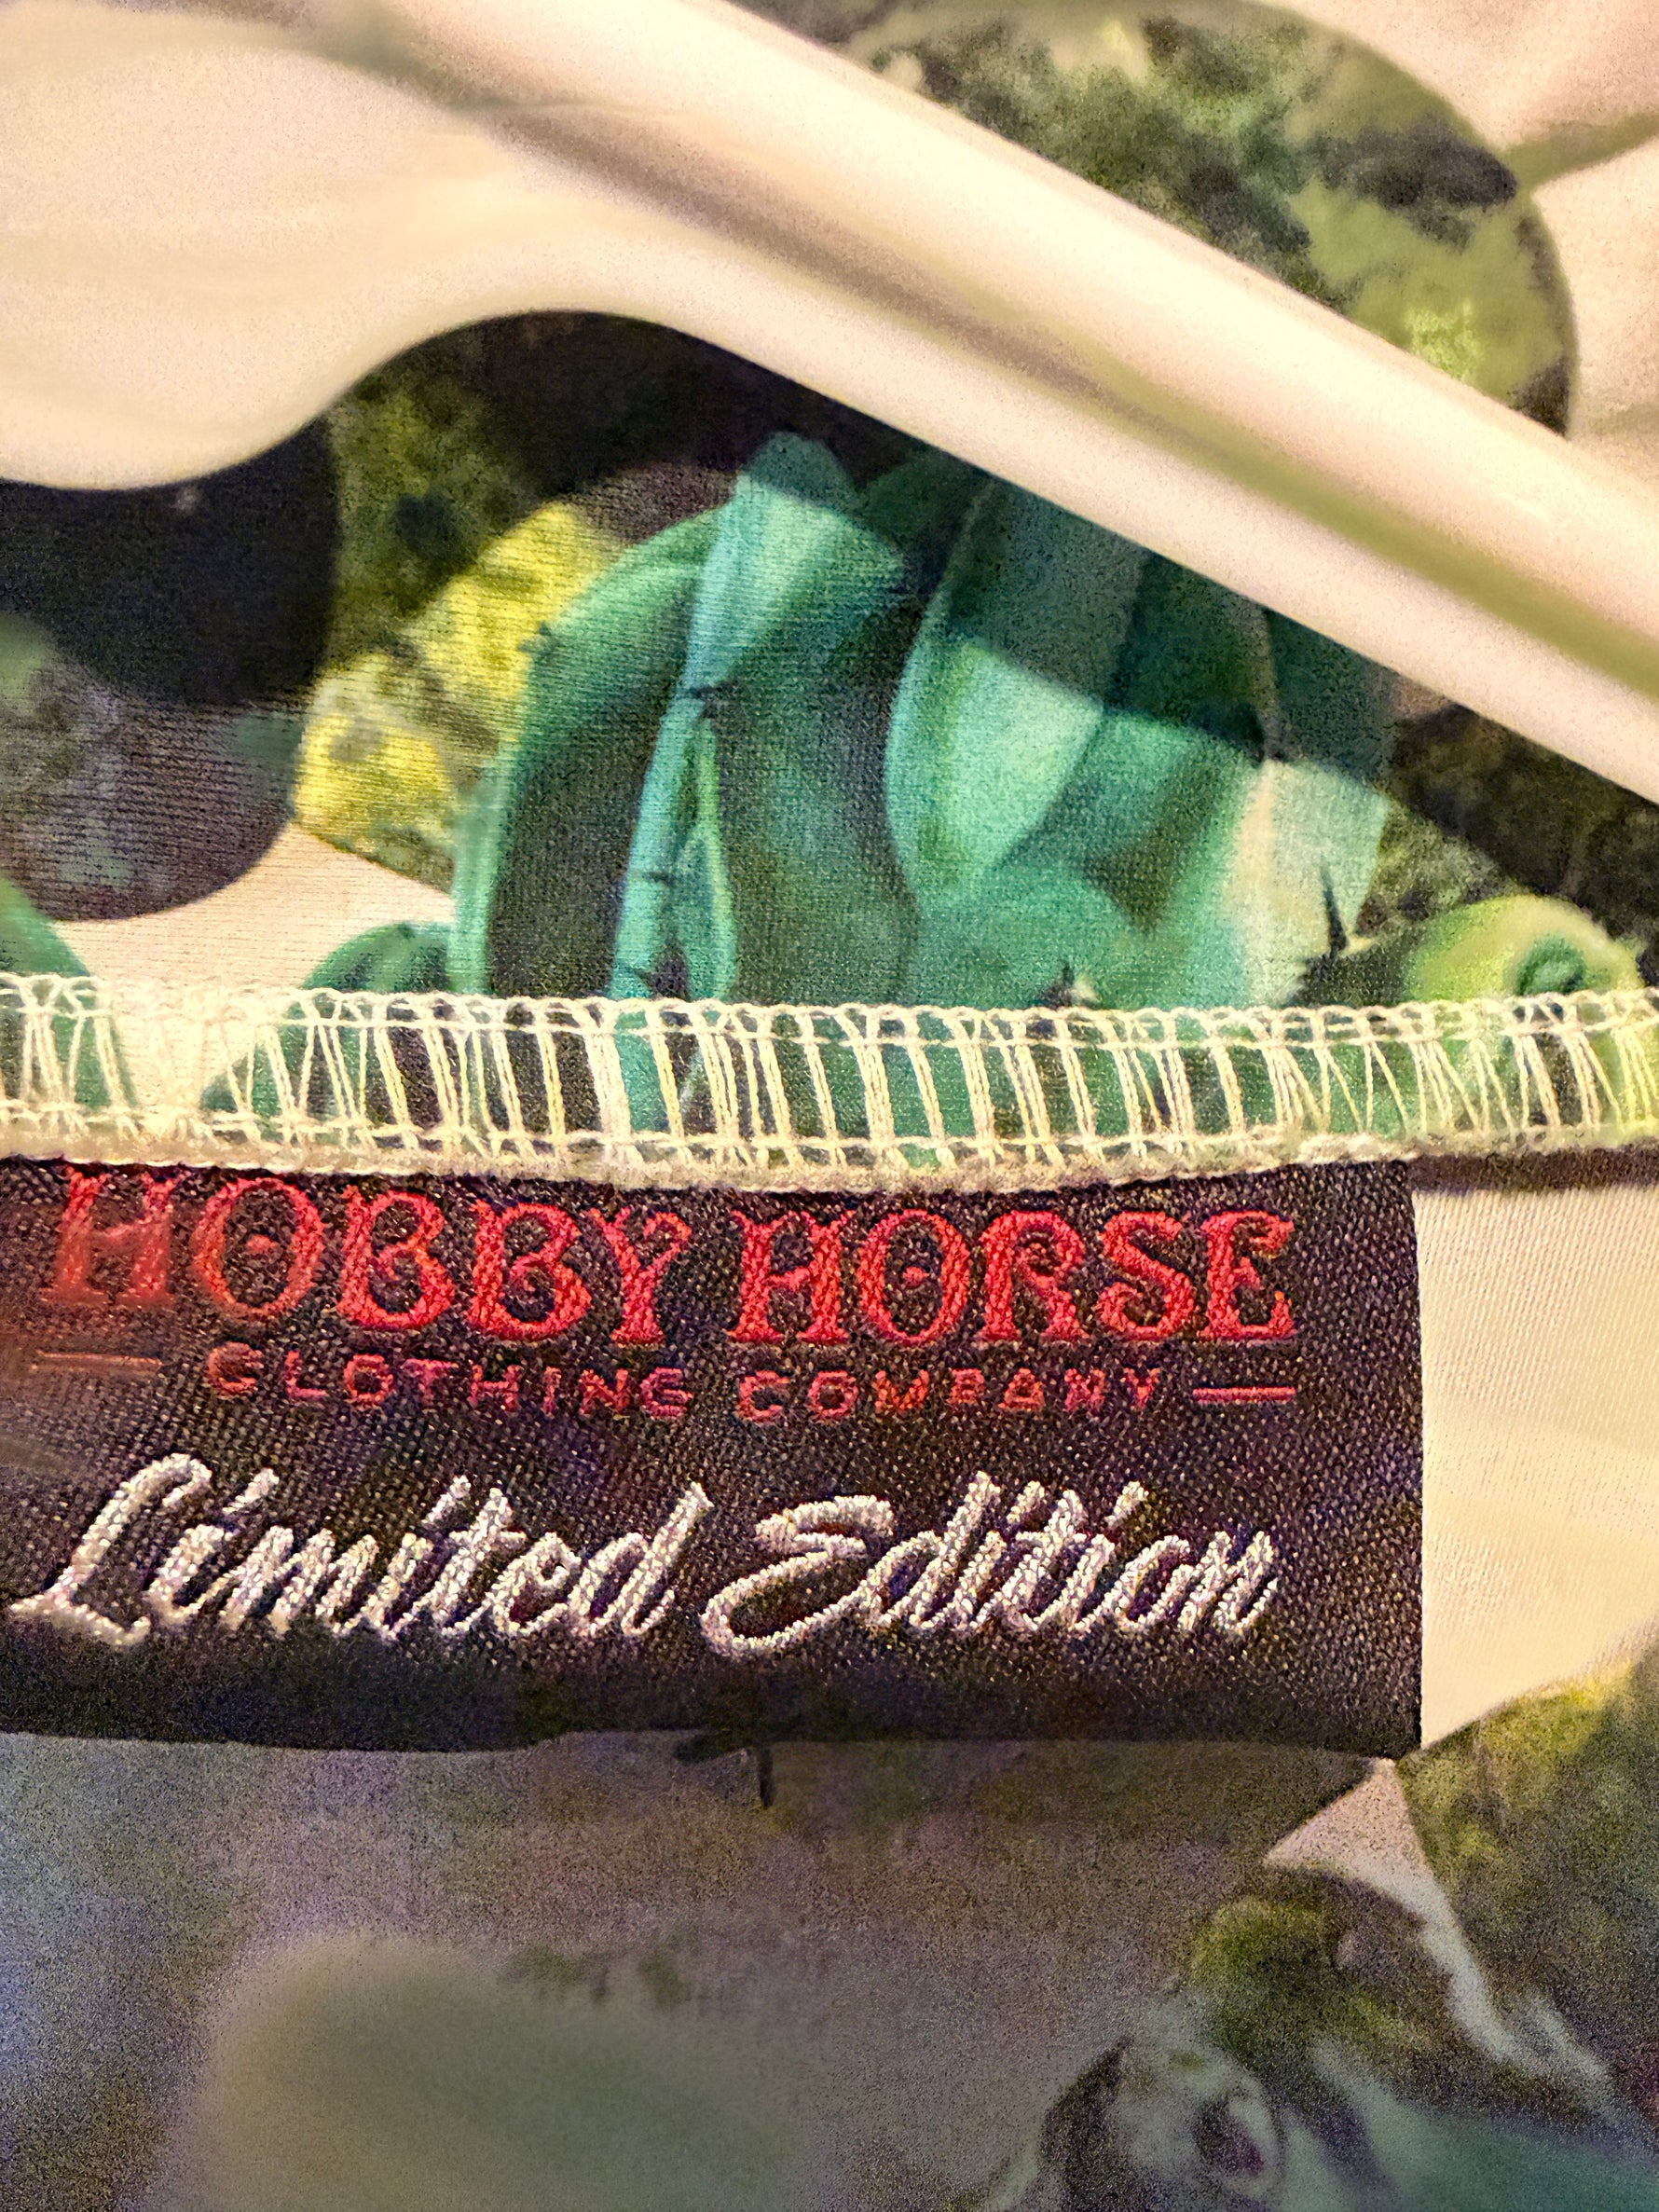 HOBBY HORSE
CLOTHING COMPANY
Limited Edition